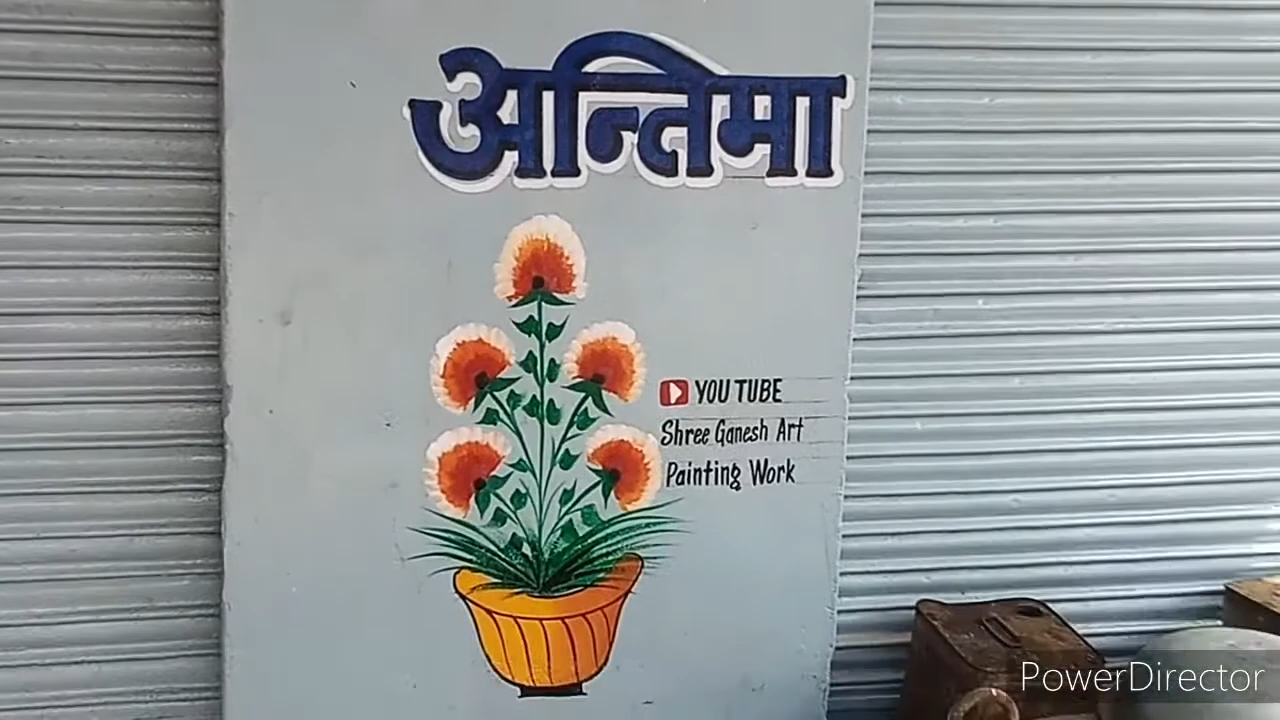 अन्तिमा
YOU TUBE
Shree Ganesh Art
Painting Work
PowerDirector